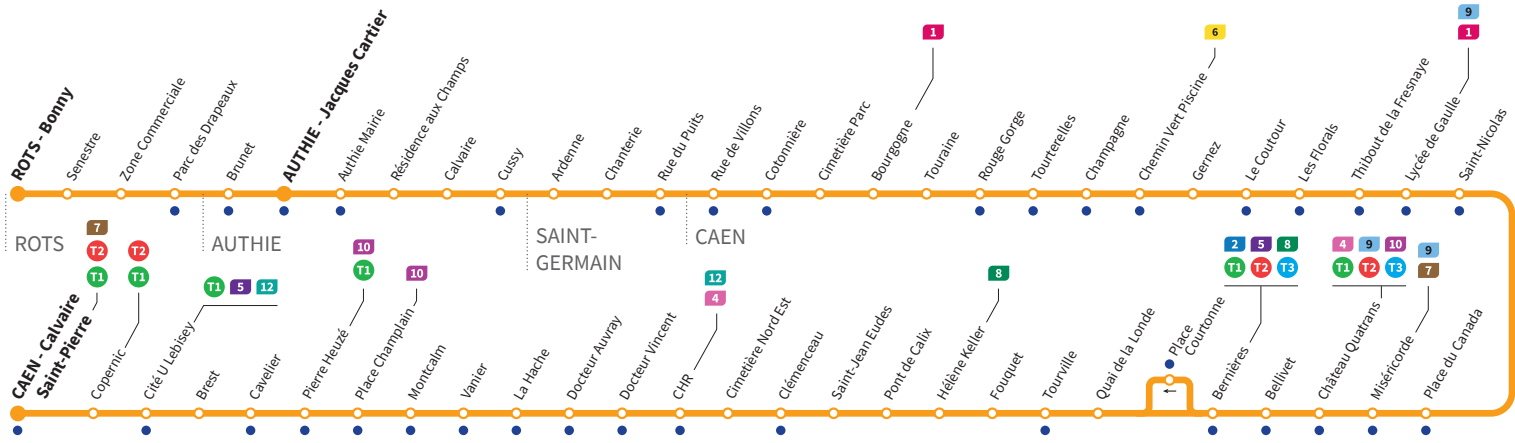 ROTS - Bonny
Senestre
Zone Commerciale
Parc des Drapeaux
Brunet
AUTHIE - Jacques Cartier
Authie Mairie
Résidence aux Champs
Calvaire
Cussy
Ardenne
Chanterie
Rue du Puits
Rue de Villons
Cotonnière
Cimetière Parc
Bourgogne
1
Touraine
Rouge Gorge
Tourterelles
Champagne
Chemin Vert Piscine
6
Gernez
Le Coutour
Les Florals
Thibout de la Fresnaye
Lycée de Gaulle
9
1
Saint-Nicolas
ROTS
AUTHIE
SAINT-
GERMAIN
CAEN
CAEN - Calvaire
Saint-Pierre
7
T2
T1
Copernic
T2
T1
Cité U Lebisey
T1 5 12
Brest
Cavelier
Pierre Heuzé
10
T1
Place Champlain
10
Montcalm
Vanier
La Hache
Docteur Auvray
Docteur Vincent
CHR
12
4
Cimetière Nord Est
Clémenceau
Saint-Jean Eudes
Pont de Calix
Hélène Keller
8
Fouquet
Tourville
Quai de la Londe
Place
Courtonne
←
Bernières
2 5 8
T1 T2 T3
Bellivet
Château Quatrans
4 9 10
T1 T2 T3
Miséricorde
9
7
Place du Canada